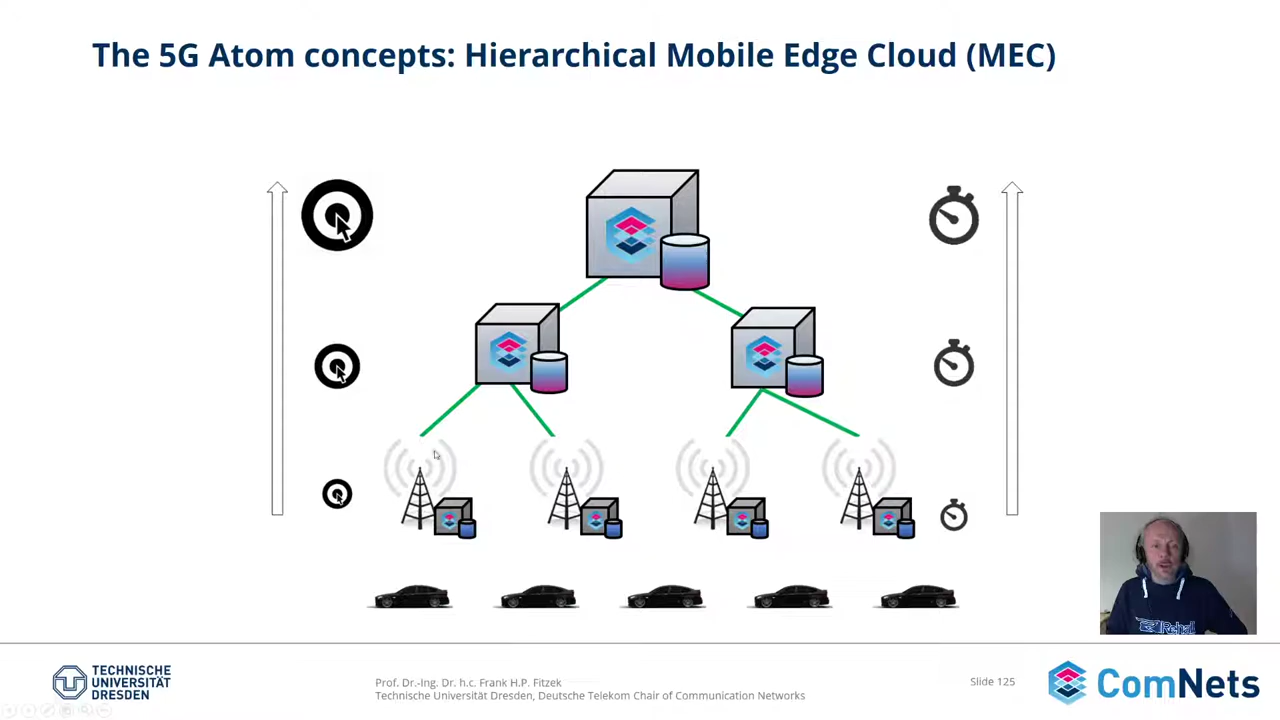 The 5G Atom concepts: Hierarchical Mobile Edge Cloud (MEC)
TECHNISCHE
UNIVERSITÄT
DRESDEN
Prof. Dr.-Ing. Dr. h.c. Frank H.P. Fitzek
Technische Universität Dresden, Deutsche Telekom Chair of Communication Networks
Slide 125
ComNets